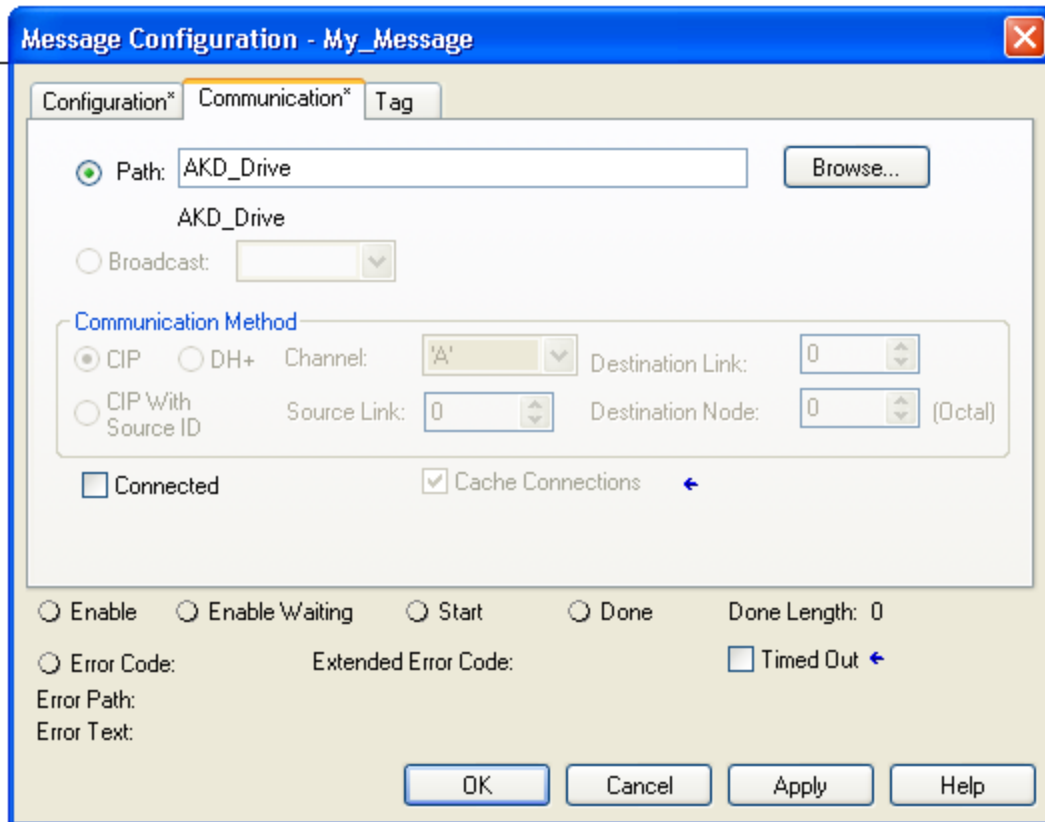 Message Configuration - My_Message
Configuration* Communication* Tag
Path: AKD_Drive Browse...
AKD_Drive
Broadcast:
Communication Method
CIP DH+ Channel: 'A' Destination Link: 0
CIP With Source ID Source Link: 0 Destination Node: 0 (Octal)
Connected Cache Connections
Enable Enable Waiting Start Done Done Length: 0
Error Code: Extended Error Code: Timed Out
Error Path:
Error Text:
OK Cancel Apply Help